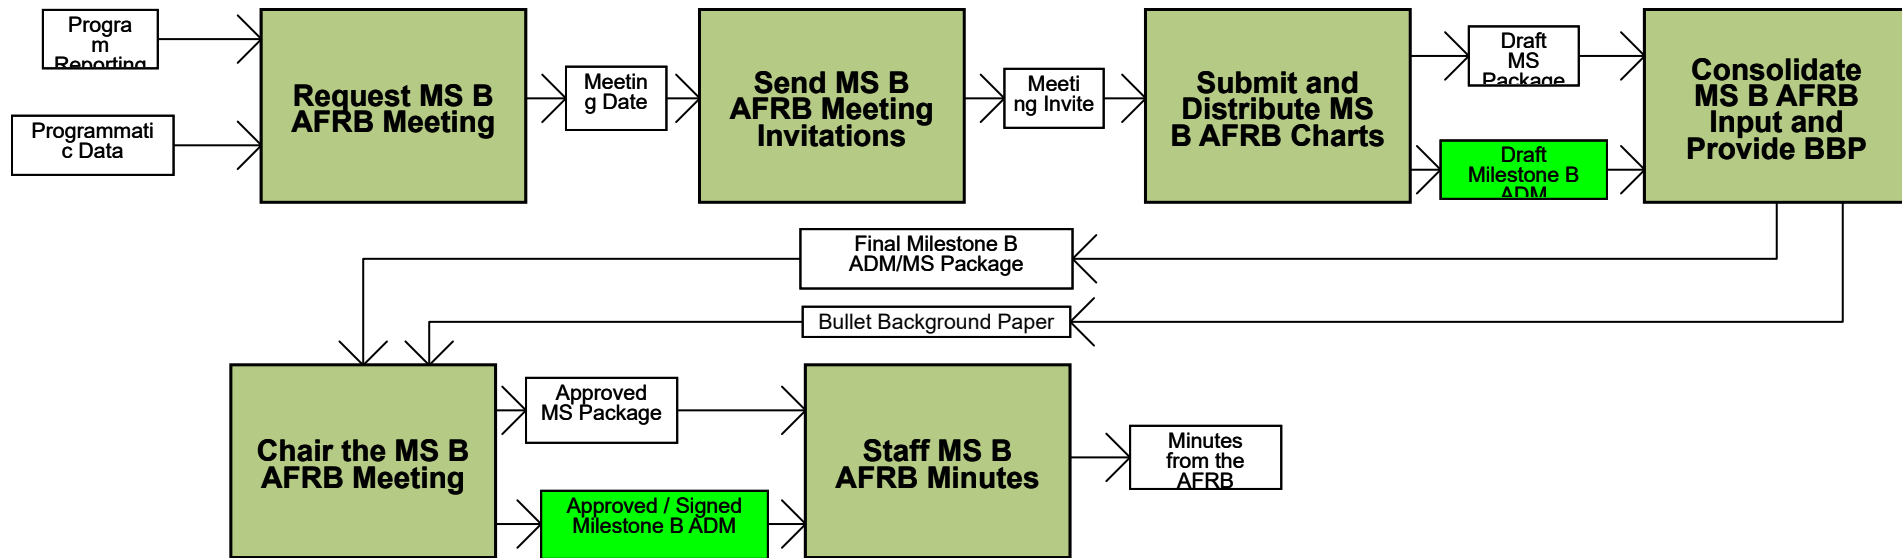 Progra
m
Reporting
Programmati
c Data
Request MS B
AFRB Meeting
Meetin
g Date
Send MS B
AFRB Meeting
Invitations
Meeti
ng Invite
Submit and
Distribute MS
B AFRB Charts
Draft
MS
Package
Draft
Milestone B
ADM
Consolidate
MS B AFRB
Input and
Provide BBP
Final Milestone B
ADM/MS Package
Bullet Background Paper
Chair the MS B
AFRB Meeting
Approved
MS Package
Approved / Signed
Milestone B ADM
Staff MS B
AFRB Minutes
Minutes
from the
AFRB